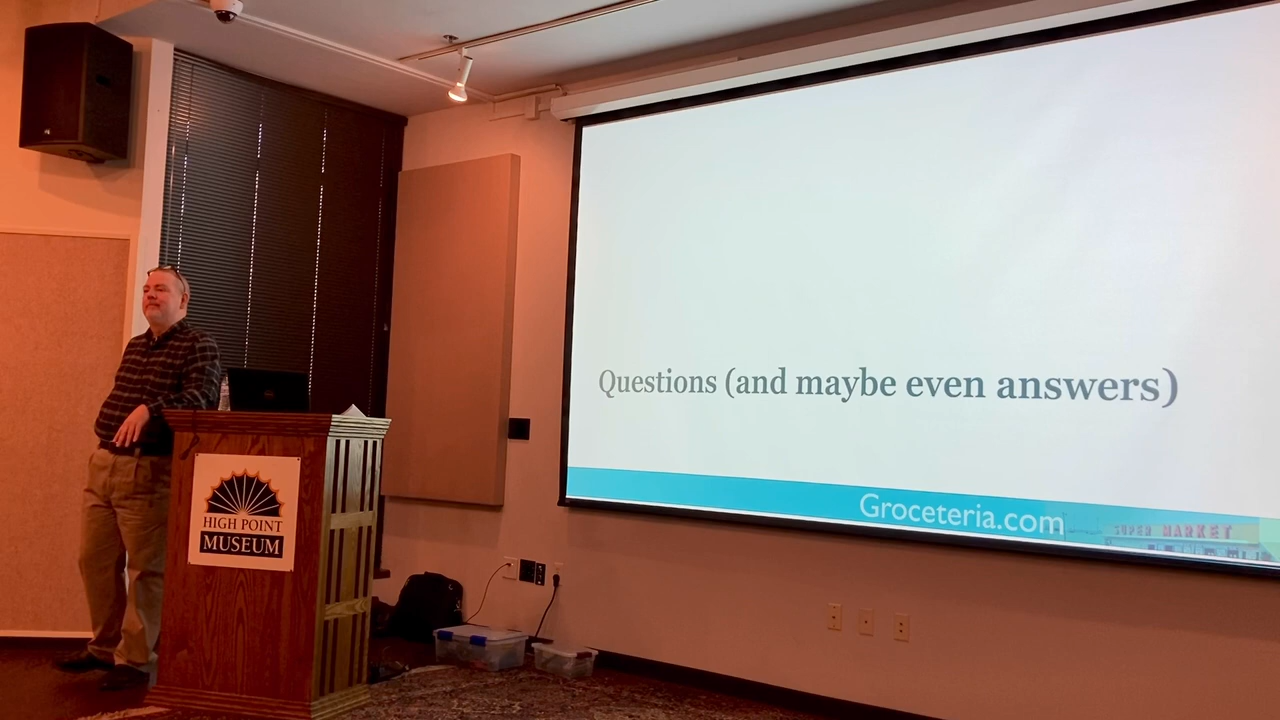 Questions (and maybe even answers)
Groceteria.com
SUPER MARKET
HIGH POINT
MUSEUM